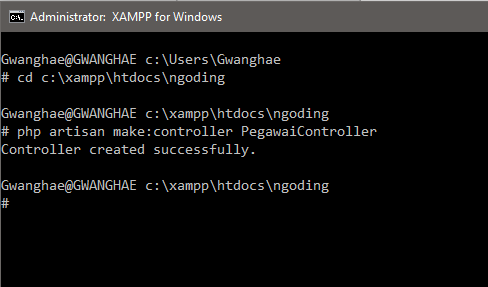 Administrator: XAMPP for Windows
Gwanghae@GWANGHAE c:\Users\Gwanghae
# cd c:\xampp\htdocs\ngoding
Gwanghae@GWANGHAE c:\xampp\htdocs\ngoding
# php artisan make:controller PegawaiController
Controller created successfully.
Gwanghae@GWANGHAE c:\xampp\htdocs\ngoding
#